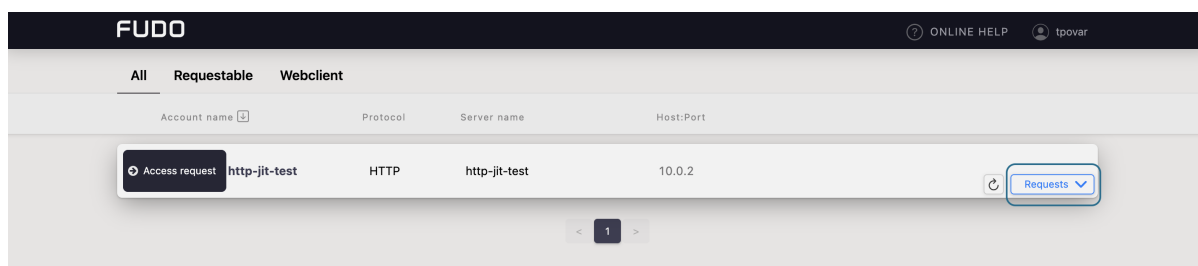 FUDO
? ONLINE HELP tpovar
All Requestable Webclient
Account name Protocol Server name Host:Port
Access request http-jit-test HTTP http-jit-test 10.0.2 Requests
< 1 >